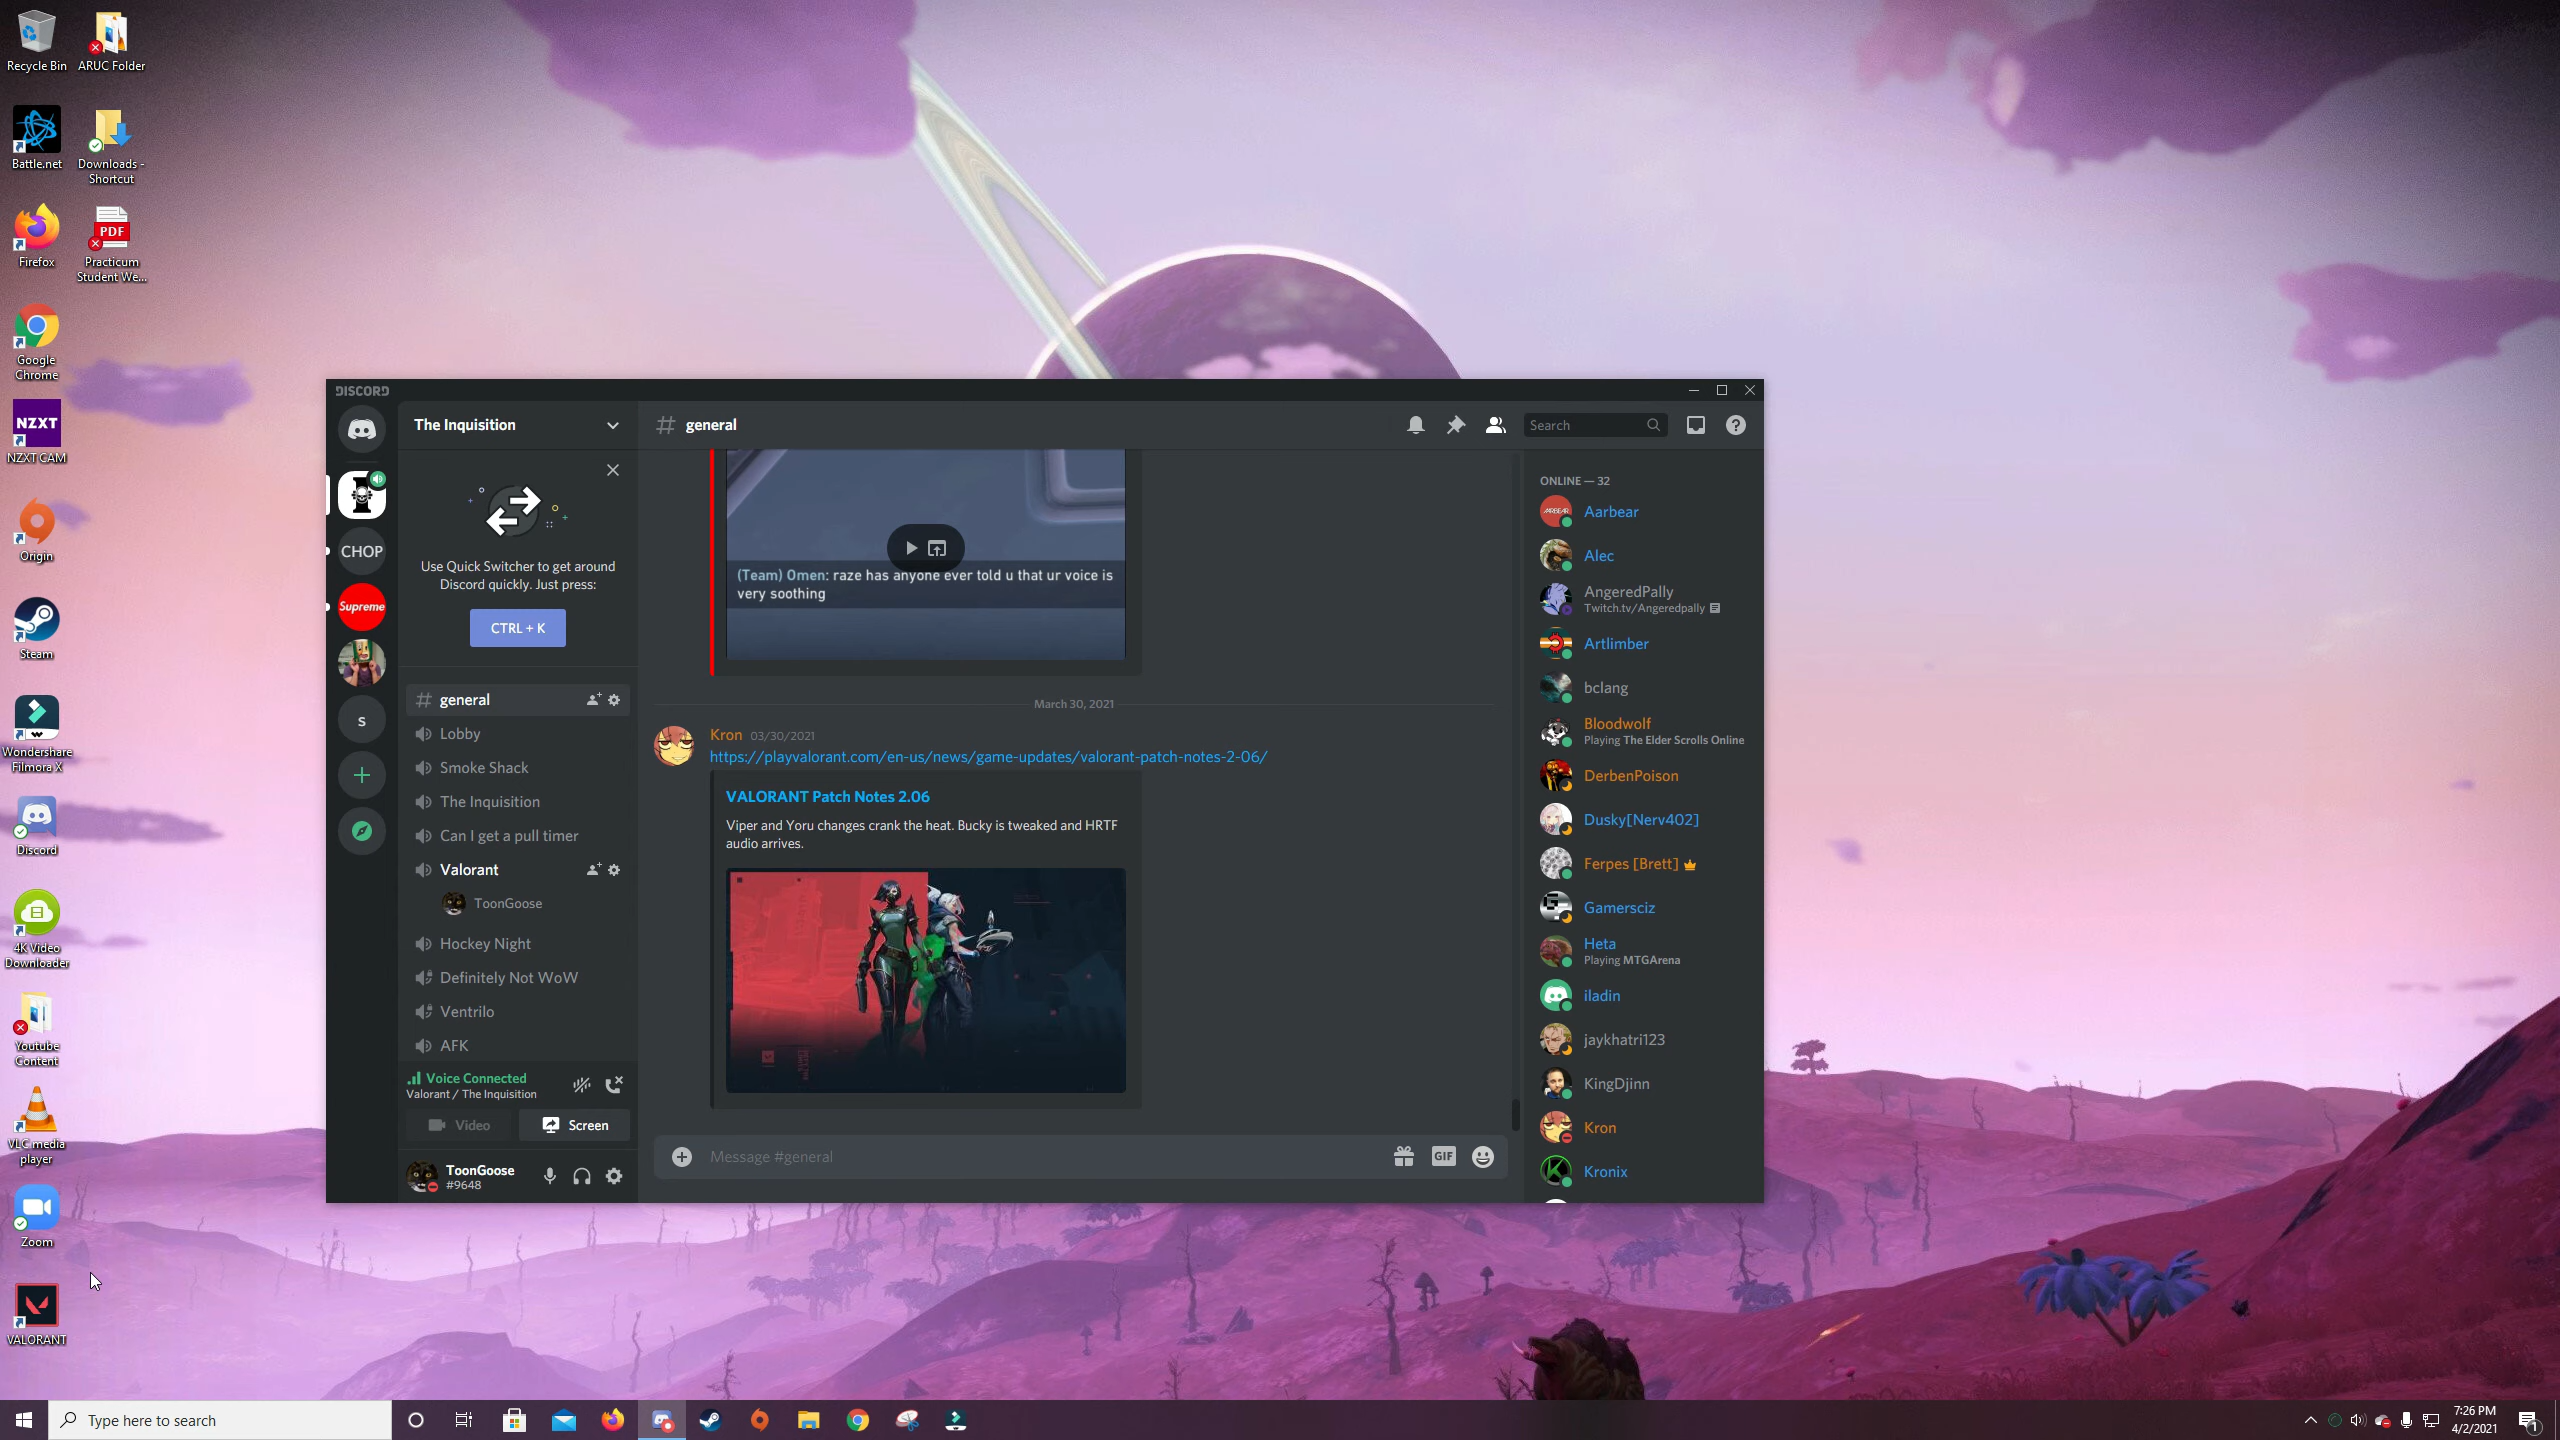 Recycle Bin
ARUC Folder
Battle.net
Downloads -
Shortcut
Firefox
PDF
Practicum
Student We...
Google
Chrome
NZXT
NZXT CAM
Origin
Steam
Wondershare
Filmora X
Discord
4K Video
Downloader
Youtube
Content
VLC media
player
Zoom
VALORANT
DISCORD
CHOP
Supreme
s
The Inquisition
Use Quick Switcher to get around
Discord quickly. Just press:
CTRL + K
general
Lobby
Smoke Shack
The Inquisition
Can I get a pull timer
Valorant
ToonGoose
Hockey Night
Definitely Not WoW
Ventrilo
AFK
Voice Connected
Valorant / The Inquisition
Video
Screen
ToonGoose
#9648
general
Search
(Team) Omen: raze has anyone ever told u that ur voice is
very soothing
March 30, 2021
Kron 03/30/2021
https://playvalorant.com/en-us/news/game-updates/valorant-patch-notes-2-06/
VALORANT Patch Notes 2.06
Viper and Yoru changes crank the heat. Bucky is tweaked and HRTF
audio arrives.
Message #general
GIF
ONLINE — 32
Aarbear
Alec
AngeredPally
Twitch.tv/Angeredpally
Artlimber
bclang
Bloodwolf
Playing The Elder Scrolls Online
DerbenPoison
Dusky[Nerv402]
Ferpes [Brett]
Gamersciz
Heta
Playing MTGArena
iladin
jaykhatri123
KingDjinn
Kron
Kronix
Type here to search
7:26 PM
4/2/2021
1